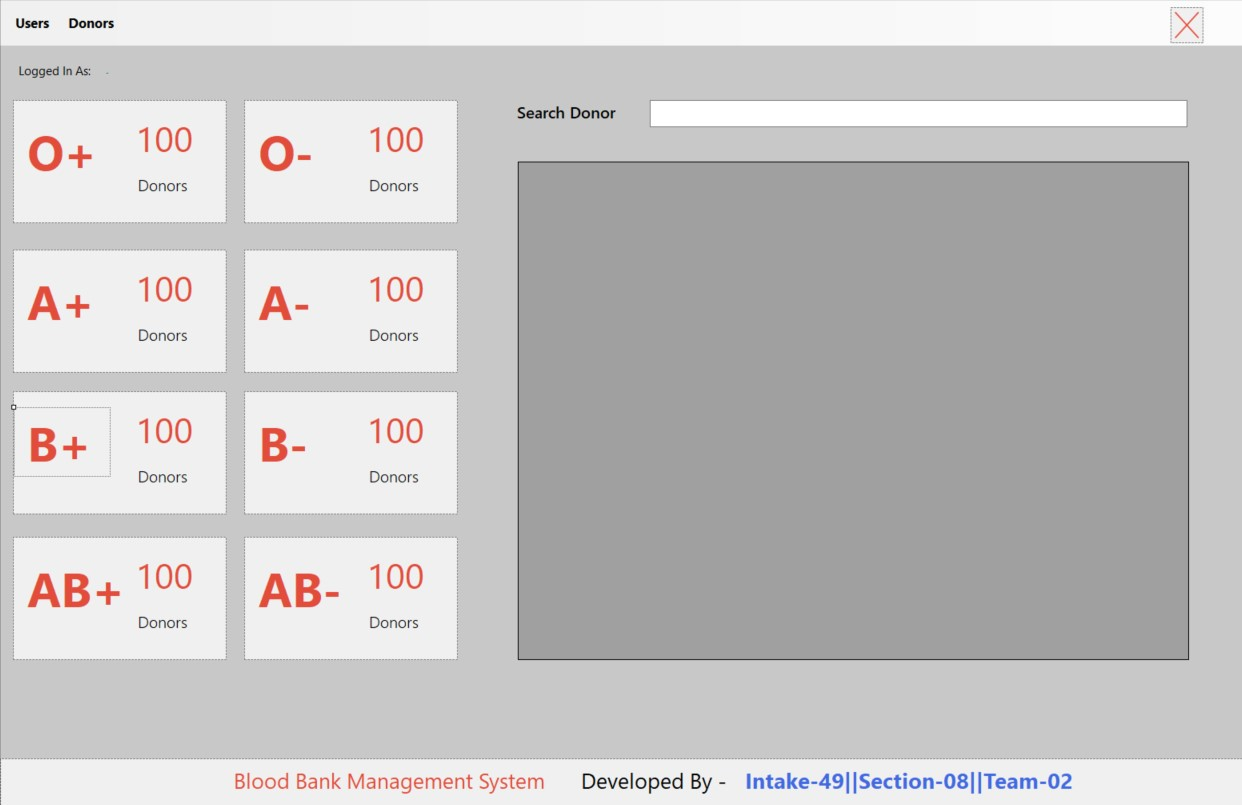 Users Donors
Logged In As: .
Search Donor
O+ 100 Donors
O- 100 Donors
A+ 100 Donors
A- 100 Donors
B+ 100 Donors
B- 100 Donors
AB+ 100 Donors
AB- 100 Donors
Blood Bank Management System Developed By - Intake-49||Section-08||Team-02